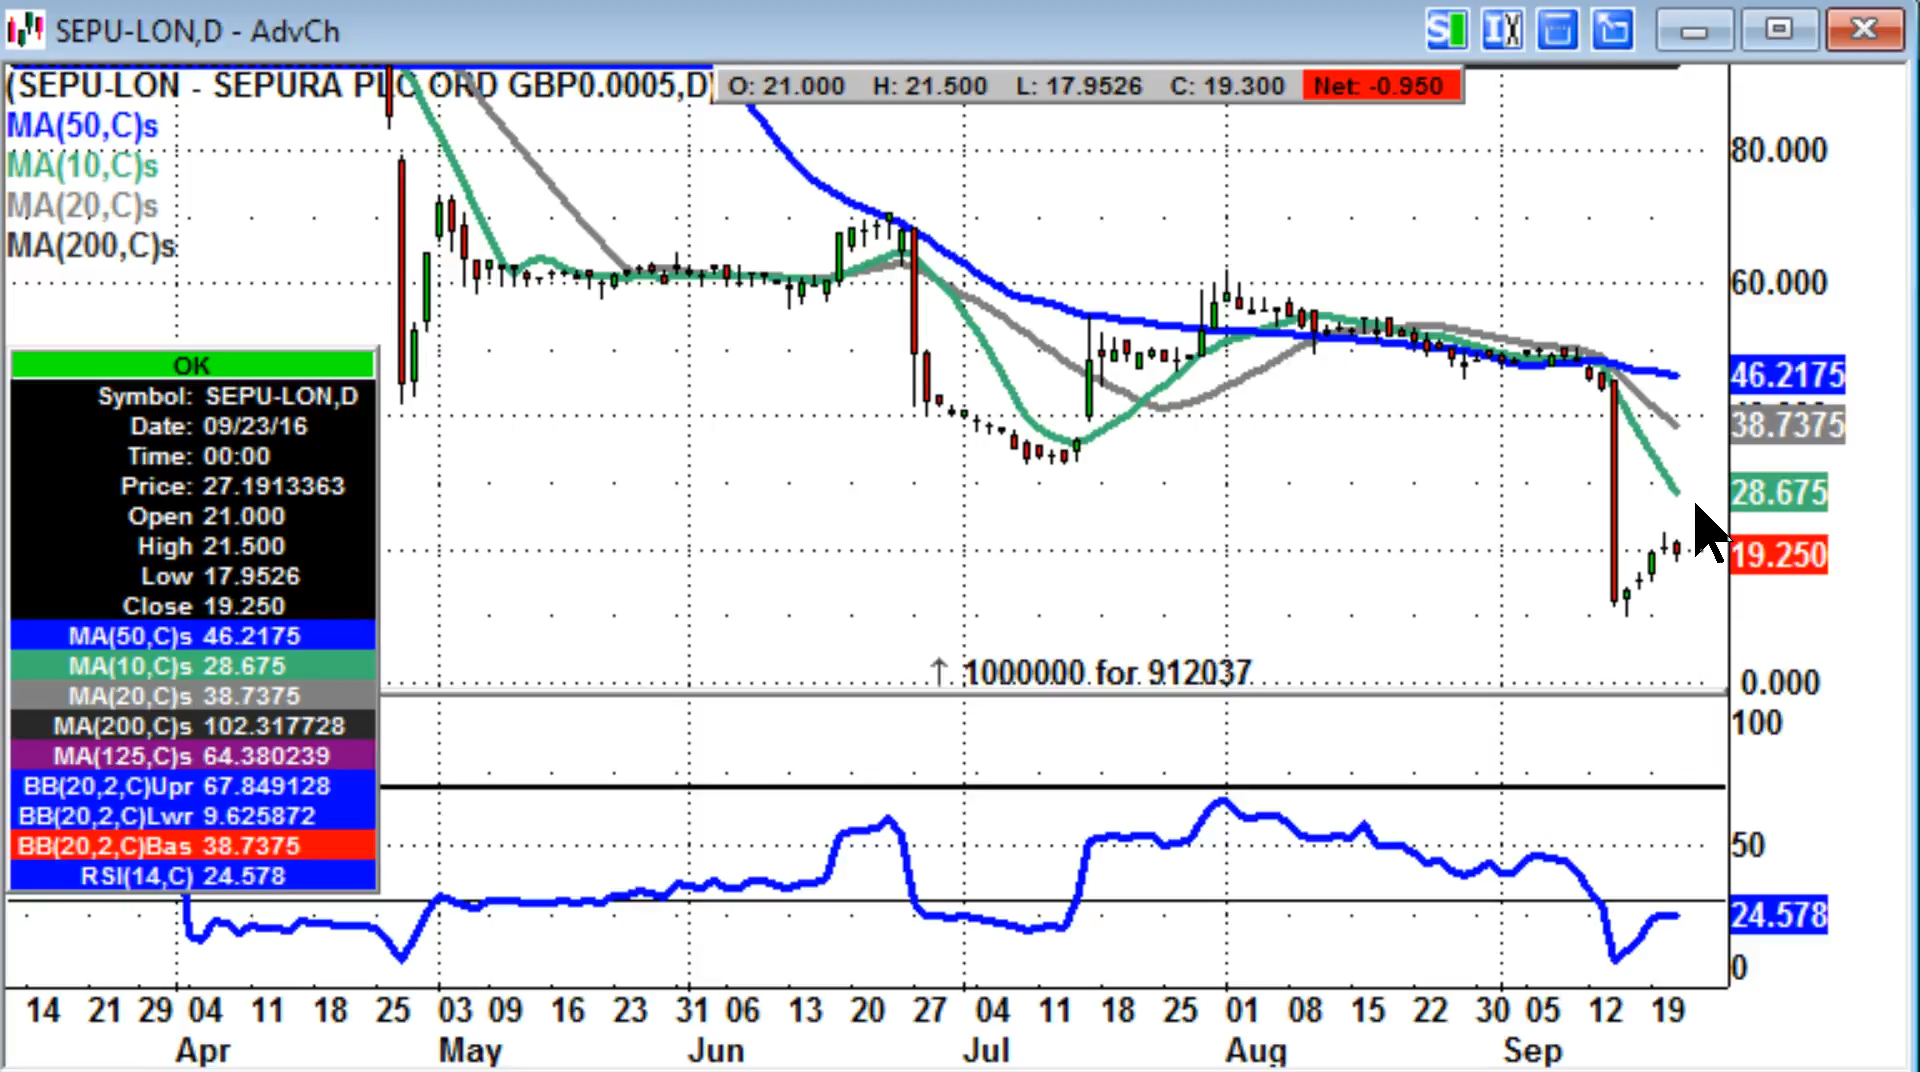 SEPU-LON,D - AdvCh
(SEPU-LON - SEPURA PLC ORD GBP0.0005,D)
O: 21.000 H: 21.500 L: 17.9526 C: 19.300 Net: -0.950
MA(50,C)s
MA(10,C)s
MA(20,C)s
MA(200,C)s
80.000
60.000
46.2175
38.7375
28.675
19.250
0.000
OK
Symbol: SEPU-LON,D
Date: 09/23/16
Time: 00:00
Price: 27.1913363
Open 21.000
High 21.500
Low 17.9526
Close 19.250
MA(50,C)s 46.2175
MA(10,C)s 28.675
MA(20,C)s 38.7375
MA(200,C)s 102.317728
MA(125,C)s 64.380239
BB(20,2,C)Upr 67.849128
BB(20,2,C)Lwr 9.625872
BB(20,2,C)Bas 38.7375
RSI(14,C) 24.578
↑ 1000000 for 912037
100
50
24.578
0
14 21 29 04 11 18 25 03 09 16 23 31 06 13 20 27 04 11 18 25 01 08 15 22 30 05 12 19
Apr May Jun Jul Aug Sep